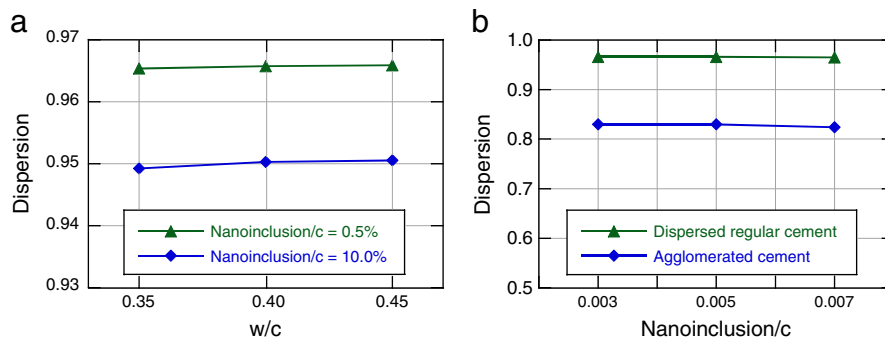 a
0.97
0.96
0.95
0.94
0.93
Dispersion
Nanoinclusion/c = 0.5%
Nanoinclusion/c = 10.0%
0.35
0.40
0.45
w/c
b
1.0
0.9
0.8
0.7
0.6
0.5
Dispersion
Dispersed regular cement
Agglomerated cement
0.003
0.005
0.007
Nanoinclusion/c